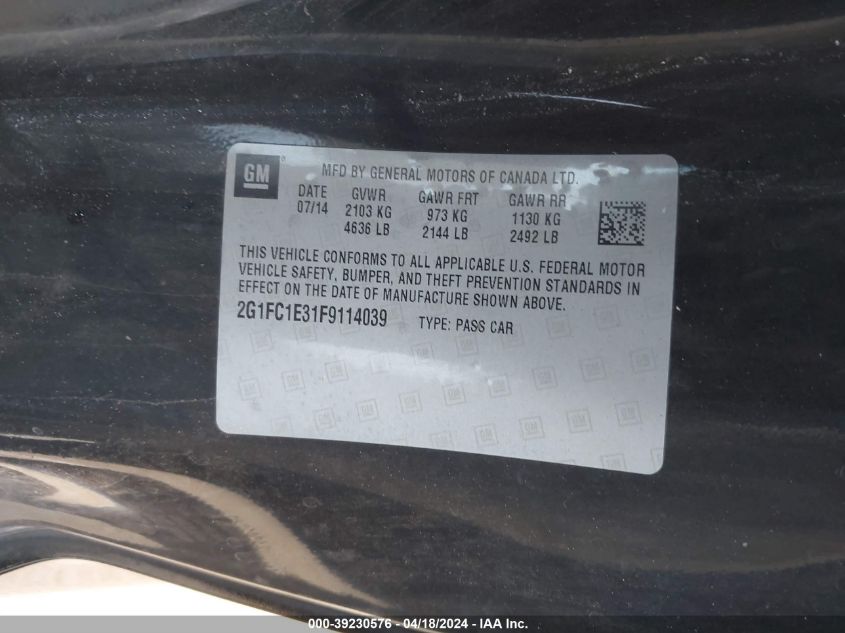 GM ® MFD BY GENERAL MOTORS OF CANADA LTD.
DATE GVWR GAWR FRT GAWR RR
07/14 2103 KG 973 KG 1130 KG
4636 LB 2144 LB 2492 LB
THIS VEHICLE CONFORMS TO ALL APPLICABLE U.S. FEDERAL MOTOR
VEHICLE SAFETY, BUMPER, AND THEFT PREVENTION STANDARDS IN
EFFECT ON THE DATE OF MANUFACTURE SHOWN ABOVE.
2G1FC1E31F9114039 TYPE: PASS CAR
000-39230576 - 04/18/2024 - IAA Inc.